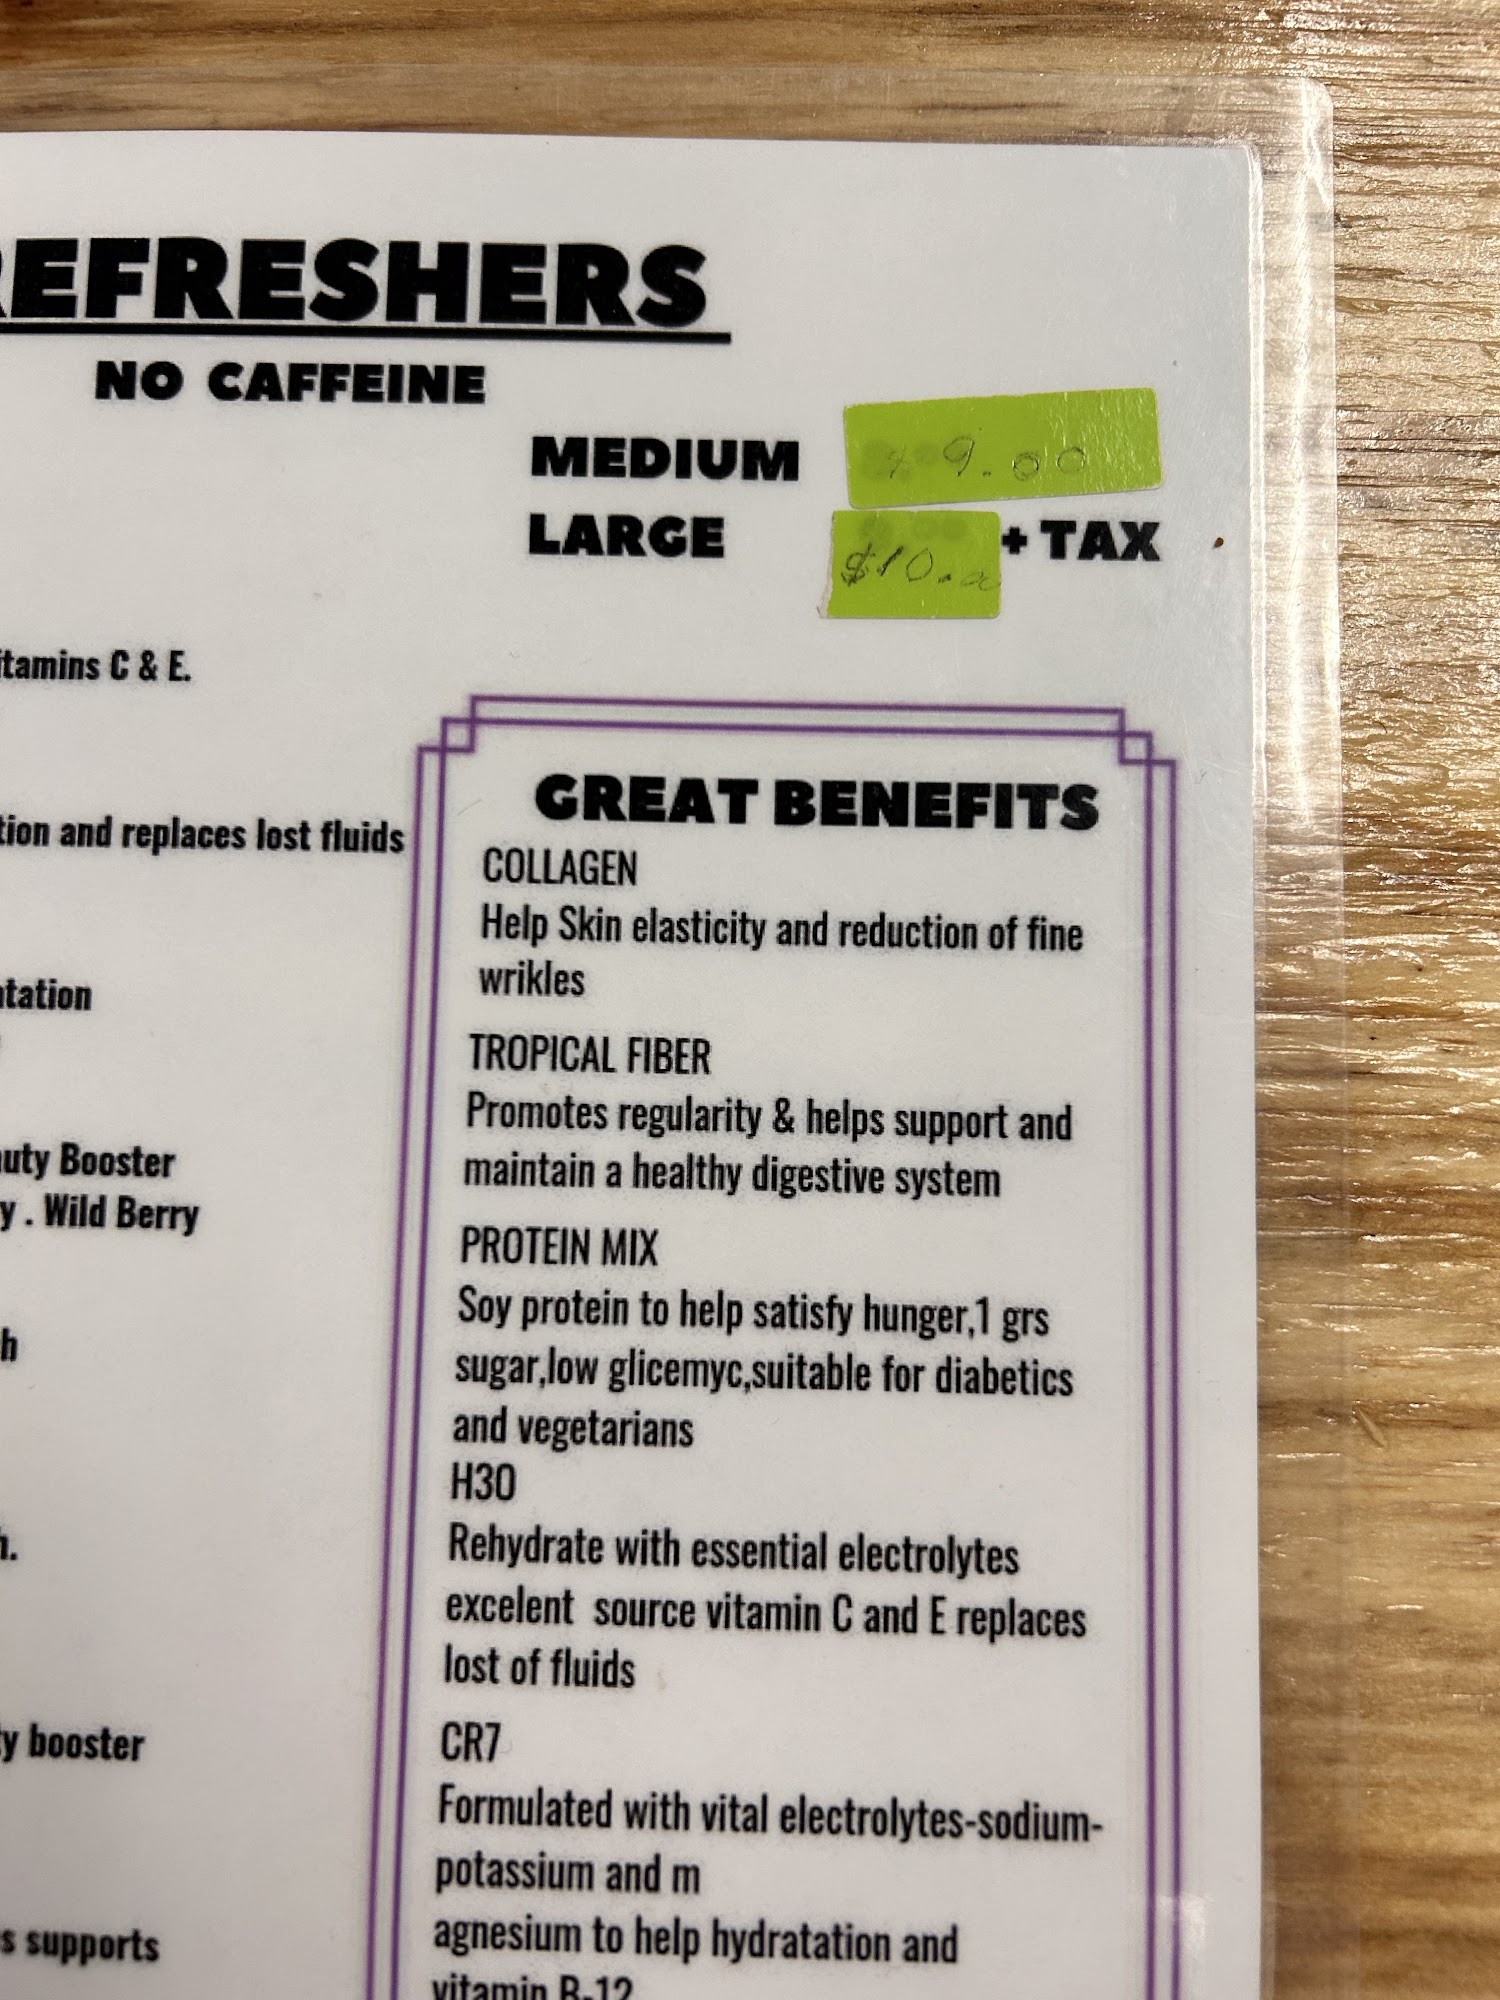 REFRESHERS
NO CAFFEINE
MEDIUM $9.00
LARGE $10.00 + TAX
itamins C & E.
tion and replaces lost fluids
tation
uty Booster
y . Wild Berry
h
h.
y booster
s supports
GREAT BENEFITS
COLLAGEN
Help Skin elasticity and reduction of fine
wrikles
TROPICAL FIBER
Promotes regularity & helps support and
maintain a healthy digestive system
PROTEIN MIX
Soy protein to help satisfy hunger,1 grs
sugar,low glicemyc,suitable for diabetics
and vegetarians
H30
Rehydrate with essential electrolytes
excelent source vitamin C and E replaces
lost of fluids
CR7
Formulated with vital electrolytes-sodium-
potassium and m
agnesium to help hydratation and
vitamin B-12